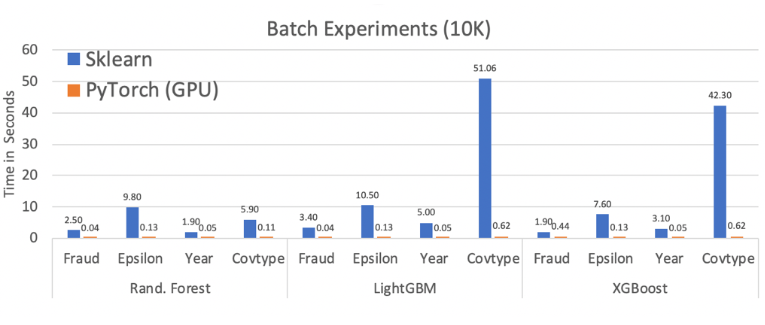 Batch Experiments (10K)
Sklearn
PyTorch (GPU)
Time in Seconds
60
50
40
30
20
10
0
2.50 0.04 9.80 0.13 1.90 0.05 5.90 0.11 3.40 0.04 10.50 0.13 5.00 0.05 51.06 0.62 1.90 0.44 7.60 0.13 3.10 0.05 42.30 0.62
Fraud Epsilon Year Covtype Fraud Epsilon Year Covtype Fraud Epsilon Year Covtype
Rand. Forest LightGBM XGBoost